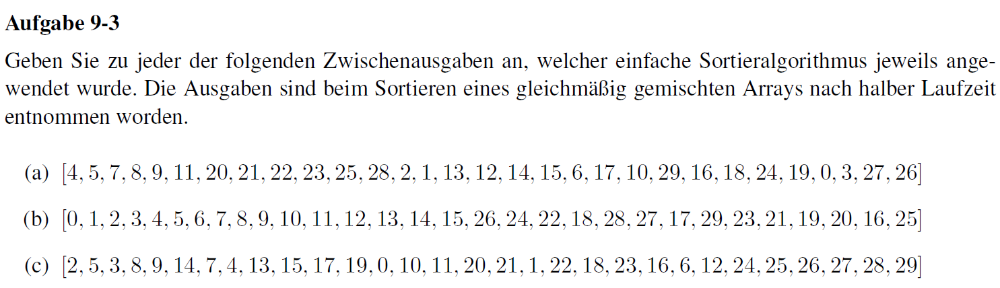 Aufgabe 9-3
Geben Sie zu jeder der folgenden Zwischenausgaben an, welcher einfache Sortieralgorithmus jeweils ange-
wendet wurde. Die Ausgaben sind beim Sortieren eines gleichmäßig gemischten Arrays nach halber Laufzeit
entnommen worden.
(a) [4, 5, 7, 8, 9, 11, 20, 21, 22, 23, 25, 28, 2, 1, 13, 12, 14, 15, 6, 17, 10, 29, 16, 18, 24, 19, 0, 3, 27, 26]
(b) [0, 1, 2, 3, 4, 5, 6, 7, 8, 9, 10, 11, 12, 13, 14, 15, 26, 24, 22, 18, 28, 27, 17, 29, 23, 21, 19, 20, 16, 25]
(c) [2, 5, 3, 8, 9, 14, 7, 4, 13, 15, 17, 19, 0, 10, 11, 20, 21, 1, 22, 18, 23, 16, 6, 12, 24, 25, 26, 27, 28, 29]